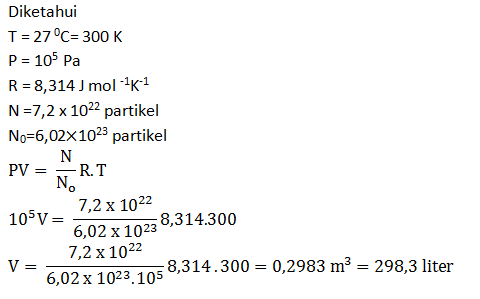 Diketahui
T = 27 ⁰C= 300 K
P = 10⁵ Pa
R = 8,314 J mol ⁻¹K⁻¹
N =7,2 x 10²² partikel
N₀=6,02×10²³ partikel
PV = N/Nₒ R.T
10⁵V = 7,2 x 10²²/6,02 x 10²³ 8,314.300
V = 7,2 x 10²²/6,02 x 10²³.10⁵ 8,314 .300 = 0,2983 m³ = 298,3 liter